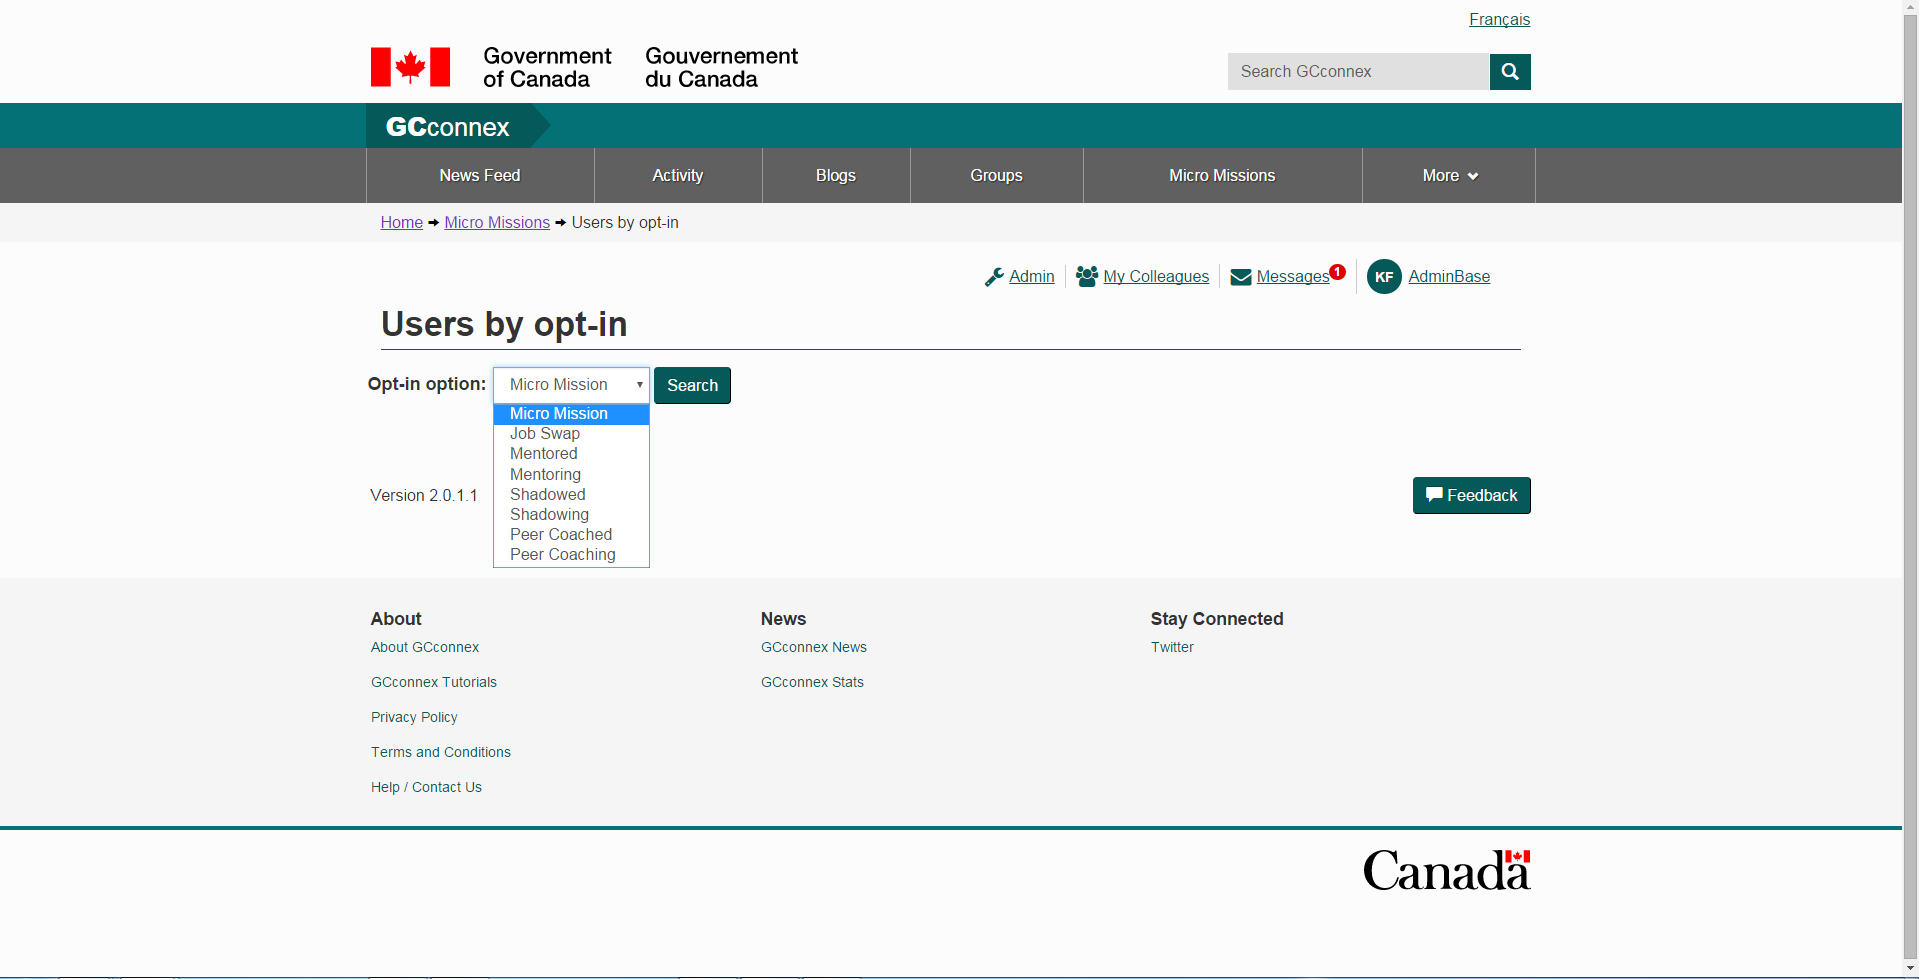 Français
Government of Canada
Gouvernement du Canada
Search GCconnex
GCconnex
News Feed Activity Blogs Groups Micro Missions More
Home Micro Missions Users by opt-in
Admin My Colleagues Messages 1 KF AdminBase
Users by opt-in
Opt-in option: Micro Mission Search
Micro Mission
Job Swap
Mentored
Mentoring
Shadowed
Shadowing
Peer Coached
Peer Coaching
Version 2.0.1.1
Feedback
About
About GCconnex
GCconnex Tutorials
Privacy Policy
Terms and Conditions
Help / Contact Us
News
GCconnex News
GCconnex Stats
Stay Connected
Twitter
Canada